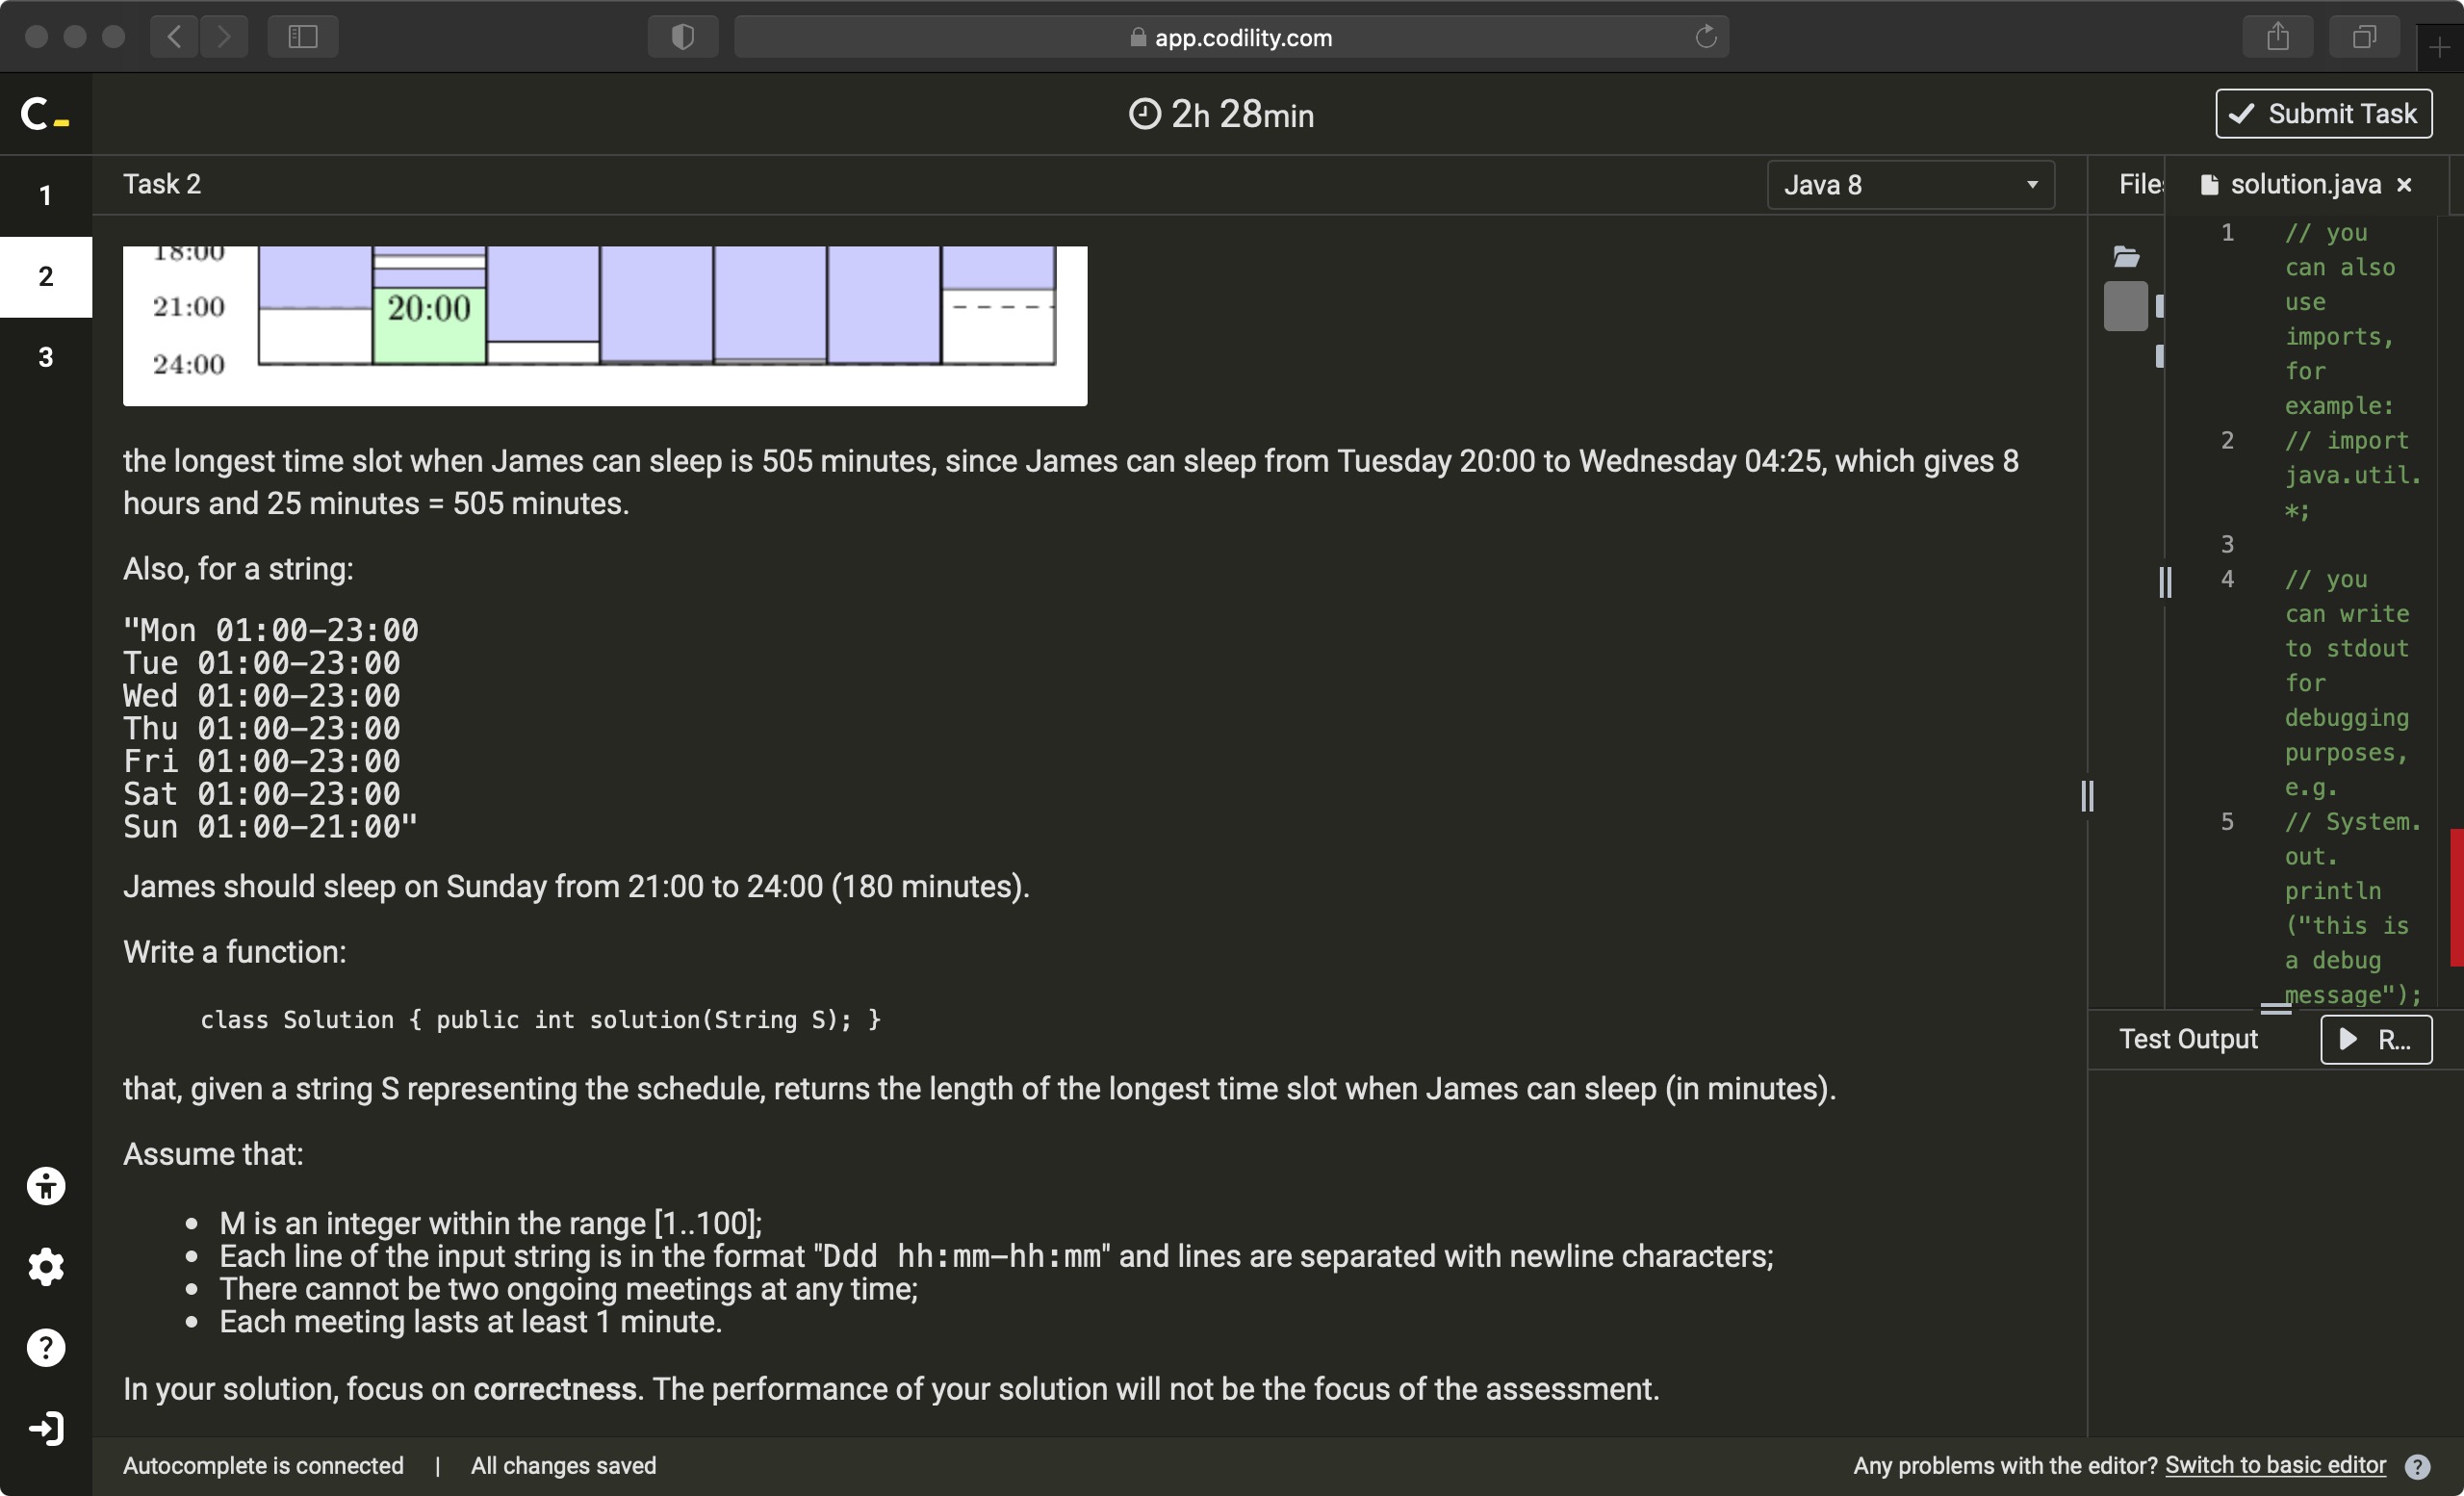 app.codility.com
C_
2h 28min
Submit Task
1
2
3
Task 2
Java 8
18:00
21:00
24:00
20:00
the longest time slot when James can sleep is 505 minutes, since James can sleep from Tuesday 20:00 to Wednesday 04:25, which gives 8
hours and 25 minutes = 505 minutes.
Also, for a string:
"Mon 01:00-23:00
Tue 01:00-23:00
Wed 01:00-23:00
Thu 01:00-23:00
Fri 01:00-23:00
Sat 01:00-23:00
Sun 01:00-21:00"
James should sleep on Sunday from 21:00 to 24:00 (180 minutes).
Write a function:
class Solution { public int solution(String S); }
that, given a string S representing the schedule, returns the length of the longest time slot when James can sleep (in minutes).
Assume that:
• M is an integer within the range [1..100];
• Each line of the input string is in the format "Ddd hh:mm-hh:mm" and lines are separated with newline characters;
• There cannot be two ongoing meetings at any time;
• Each meeting lasts at least 1 minute.
In your solution, focus on correctness. The performance of your solution will not be the focus of the assessment.
Files
solution.java ×
1 // you
can also
use
imports,
for
example:
2 // import
java.util.
*;
3
4 // you
can write
to stdout
for
debugging
purposes,
e.g.
5 // System.
out.
println
("this is
a debug
message");
Test Output
R...
Autocomplete is connected | All changes saved
Any problems with the editor? Switch to basic editor ?